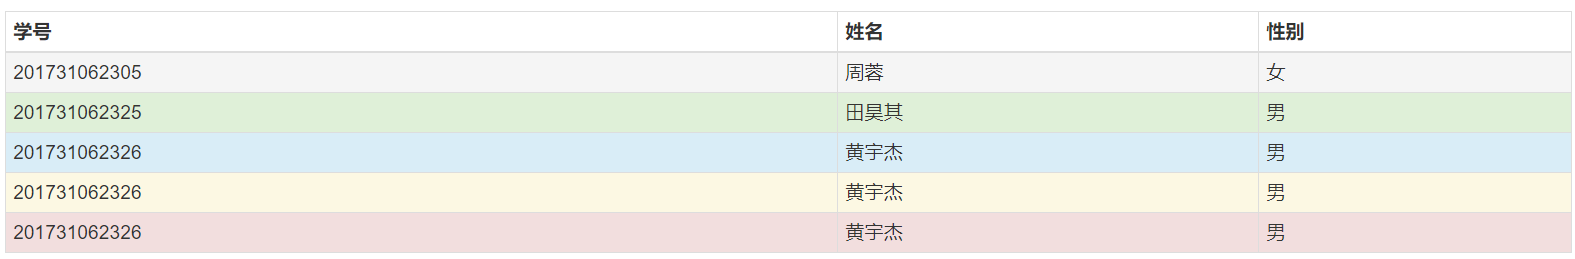 学号 姓名 性别
201731062305 周蓉 女
201731062325 田昊其 男
201731062326 黄宇杰 男
201731062326 黄宇杰 男
201731062326 黄宇杰 男